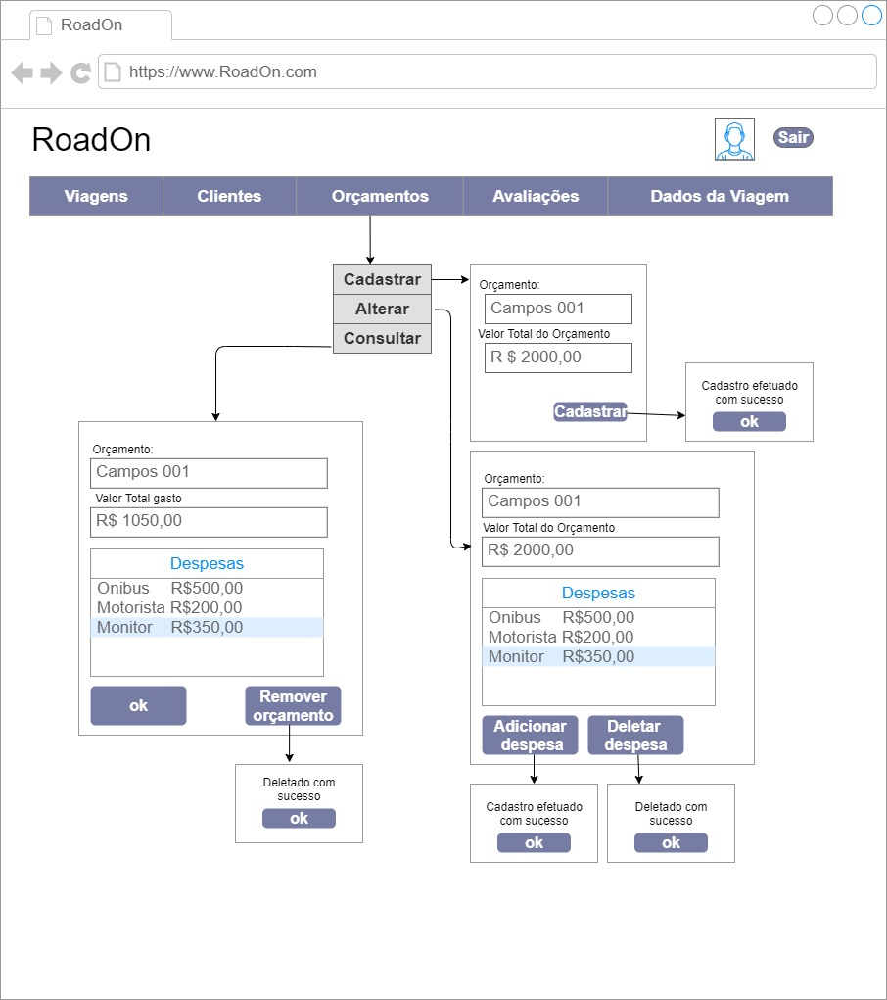 RoadOn
https://www.RoadOn.com
RoadOn
Sair
Viagens
Clientes
Orçamentos
Avaliações
Dados da Viagem
Cadastrar
Alterar
Consultar
Orçamento:
Campos 001
Valor Total do Orçamento
R $ 2000,00
Cadastrar
Cadastro efetuado
com sucesso
ok
Orçamento:
Campos 001
Valor Total gasto
R$ 1050,00
Despesas
Onibus R$500,00
Motorista R$200,00
Monitor R$350,00
ok
Remover
orçamento
Deletado com
sucesso
ok
Orçamento:
Campos 001
Valor Total do Orçamento
R$ 2000,00
Despesas
Onibus R$500,00
Motorista R$200,00
Monitor R$350,00
Adicionar
despesa
Deletar
despesa
Cadastro efetuado
com sucesso
ok
Deletado com
sucesso
ok